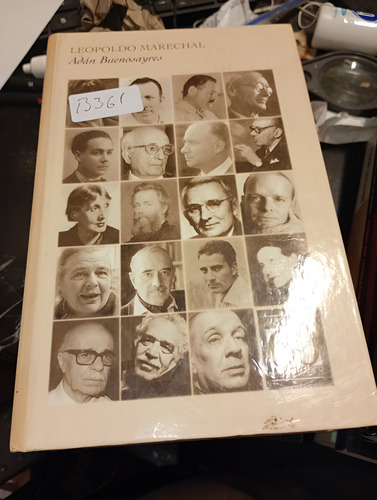 LEOPOLDO MARECHAL
Adán Buenosayres
B361